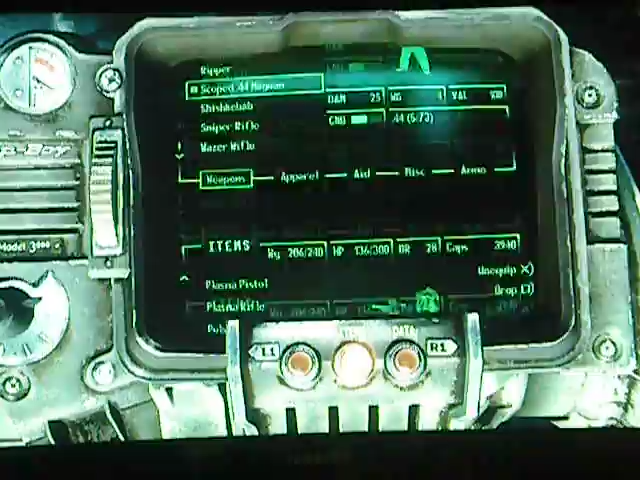 Ripper
Scoped .44 Magnum
Shishkebab
Sniper Rifle
DAM 25 WG 4 VAL
CND .44 (6/73)
Weapons Apparel Aid Misc Ammo
ITEMS Wg 206/240 HP 136/300 DR 28 Caps 3940
Plasma Pistol
Plasma Rifle
Unequip X)
Drop
L1 DATA R1
Model 3000